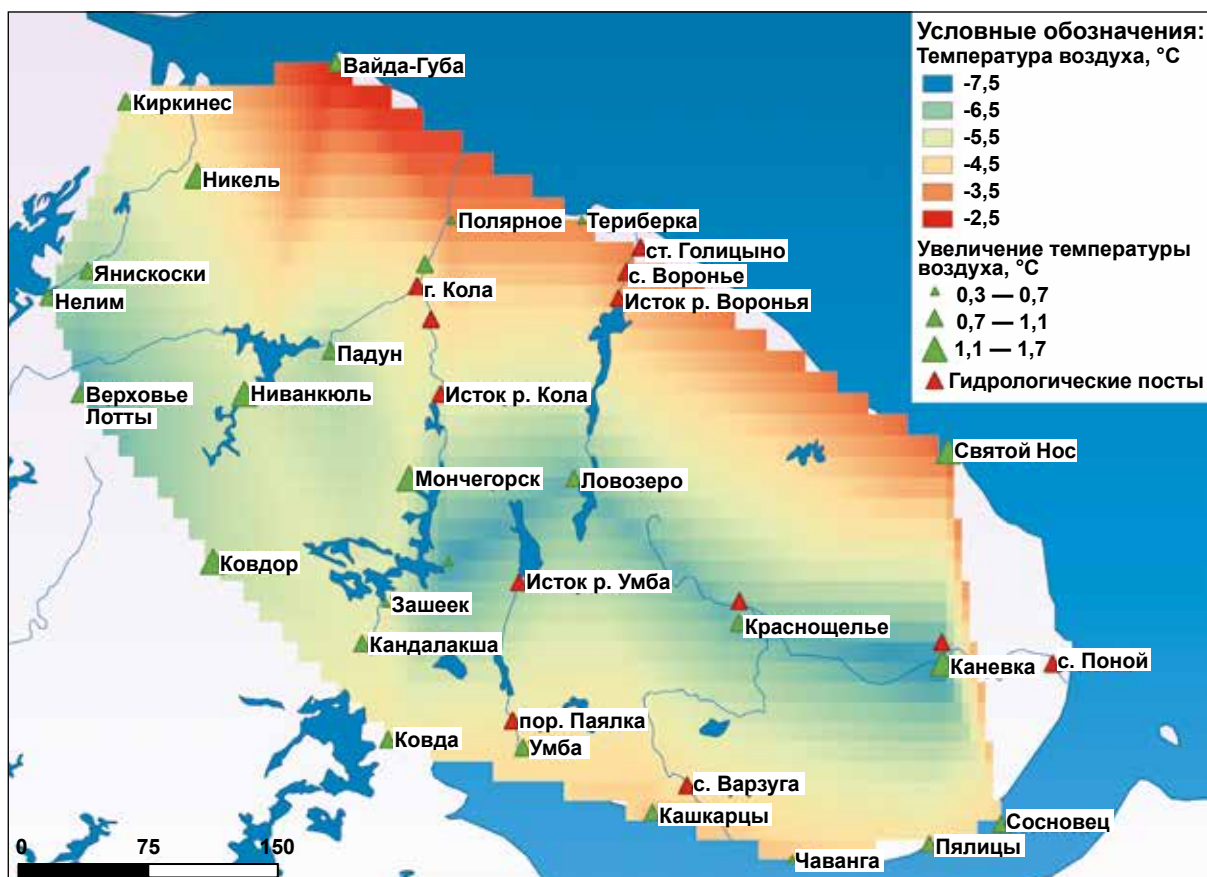 Условные обозначения:
Температура воздуха, °С
-7,5
-6,5
-5,5
-4,5
-3,5
-2,5
Увеличение температуры
воздуха, °С
0,3 — 0,7
0,7 — 1,1
1,1 — 1,7
Гидрологические посты
Вайда-Губа
Киркинес
Никель
Полярное
Териберка
ст. Голицыно
Янискоски
с. Воронье
г. Кола
Нелим
Исток р. Воронья
Падун
Верховье
Лотты
Ниванкюль
Исток р. Кола
Святой Нос
Мончегорск
Ловозеро
Ковдор
Исток р. Умба
Зашеек
Краснощелье
Кандалакша
Каневка
с. Поной
пор. Паялка
Ковда
Умба
с. Варзуга
Кашкарцы
Сосновец
Пялицы
Чаванга
0
75
150